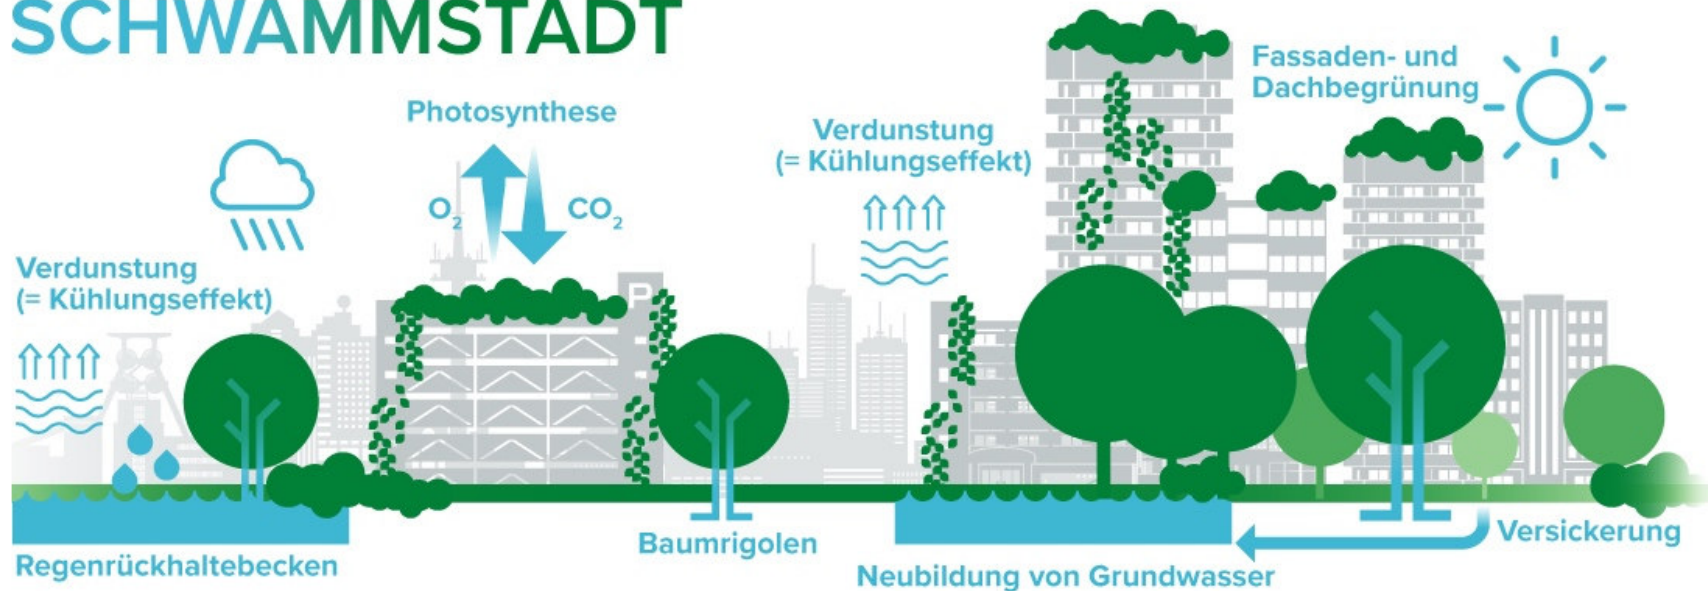 SCHWAMMSTADT
Photosynthese
O₂
CO₂
Verdunstung
(= Kühlungseffekt)
Verdunstung
(= Kühlungseffekt)
Fassaden- und
Dachbegrünung
P
Regenrückhaltebecken
Baumrigolen
Neubildung von Grundwasser
Versickerung